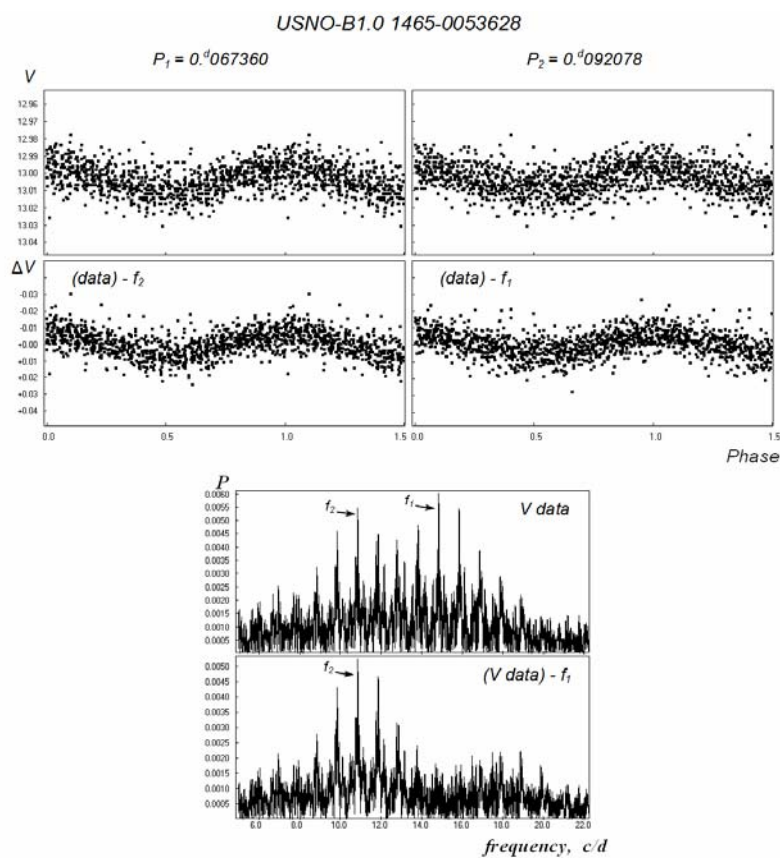 USNO-B1.0 1465-0053628
P1 = 0.d067360
P2 = 0.d092078
V
12.96
12.97
12.98
12.99
13.00
13.01
13.02
13.03
13.04
ΔV
(data) - f2
(data) - f1
-0.03
-0.02
-0.01
+0.00
+0.01
+0.02
+0.03
+0.04
0.0 0.5 1.0 1.5
0.0 0.5 1.0 1.5
Phase
P
0.0060
0.0055
0.0050
0.0045
0.0040
0.0035
0.0030
0.0025
0.0020
0.0015
0.0010
0.0005
f2
f1
V data
0.0050
0.0045
0.0040
0.0035
0.0030
0.0025
0.0020
0.0015
0.0010
0.0005
f2
(V data) - f1
6.0 8.0 10.0 12.0 14.0 16.0 18.0 20.0 22.0
frequency, c/d